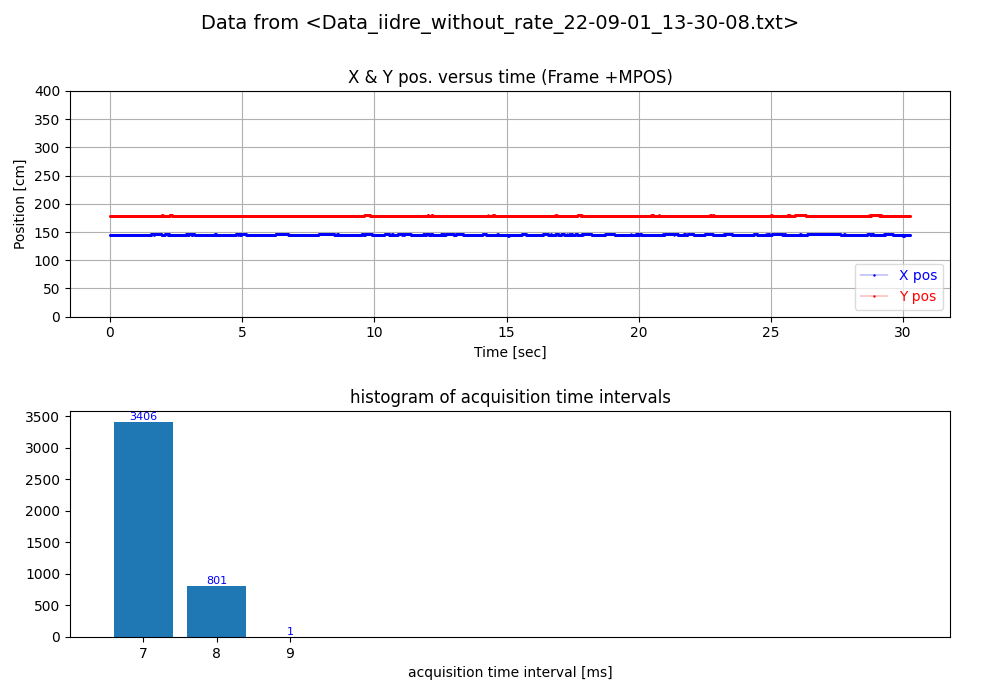 Data from <Data_iidre_without_rate_22-09-01_13-30-08.txt>
X & Y pos. versus time (Frame +MPOS)
400
350
300
250
200
150
100
50
0
Position [cm]
X pos
Y pos
0 5 10 15 20 25 30
Time [sec]
histogram of acquisition time intervals
3500
3000
2500
2000
1500
1000
500
0
3406
801
1
7 8 9
acquisition time interval [ms]